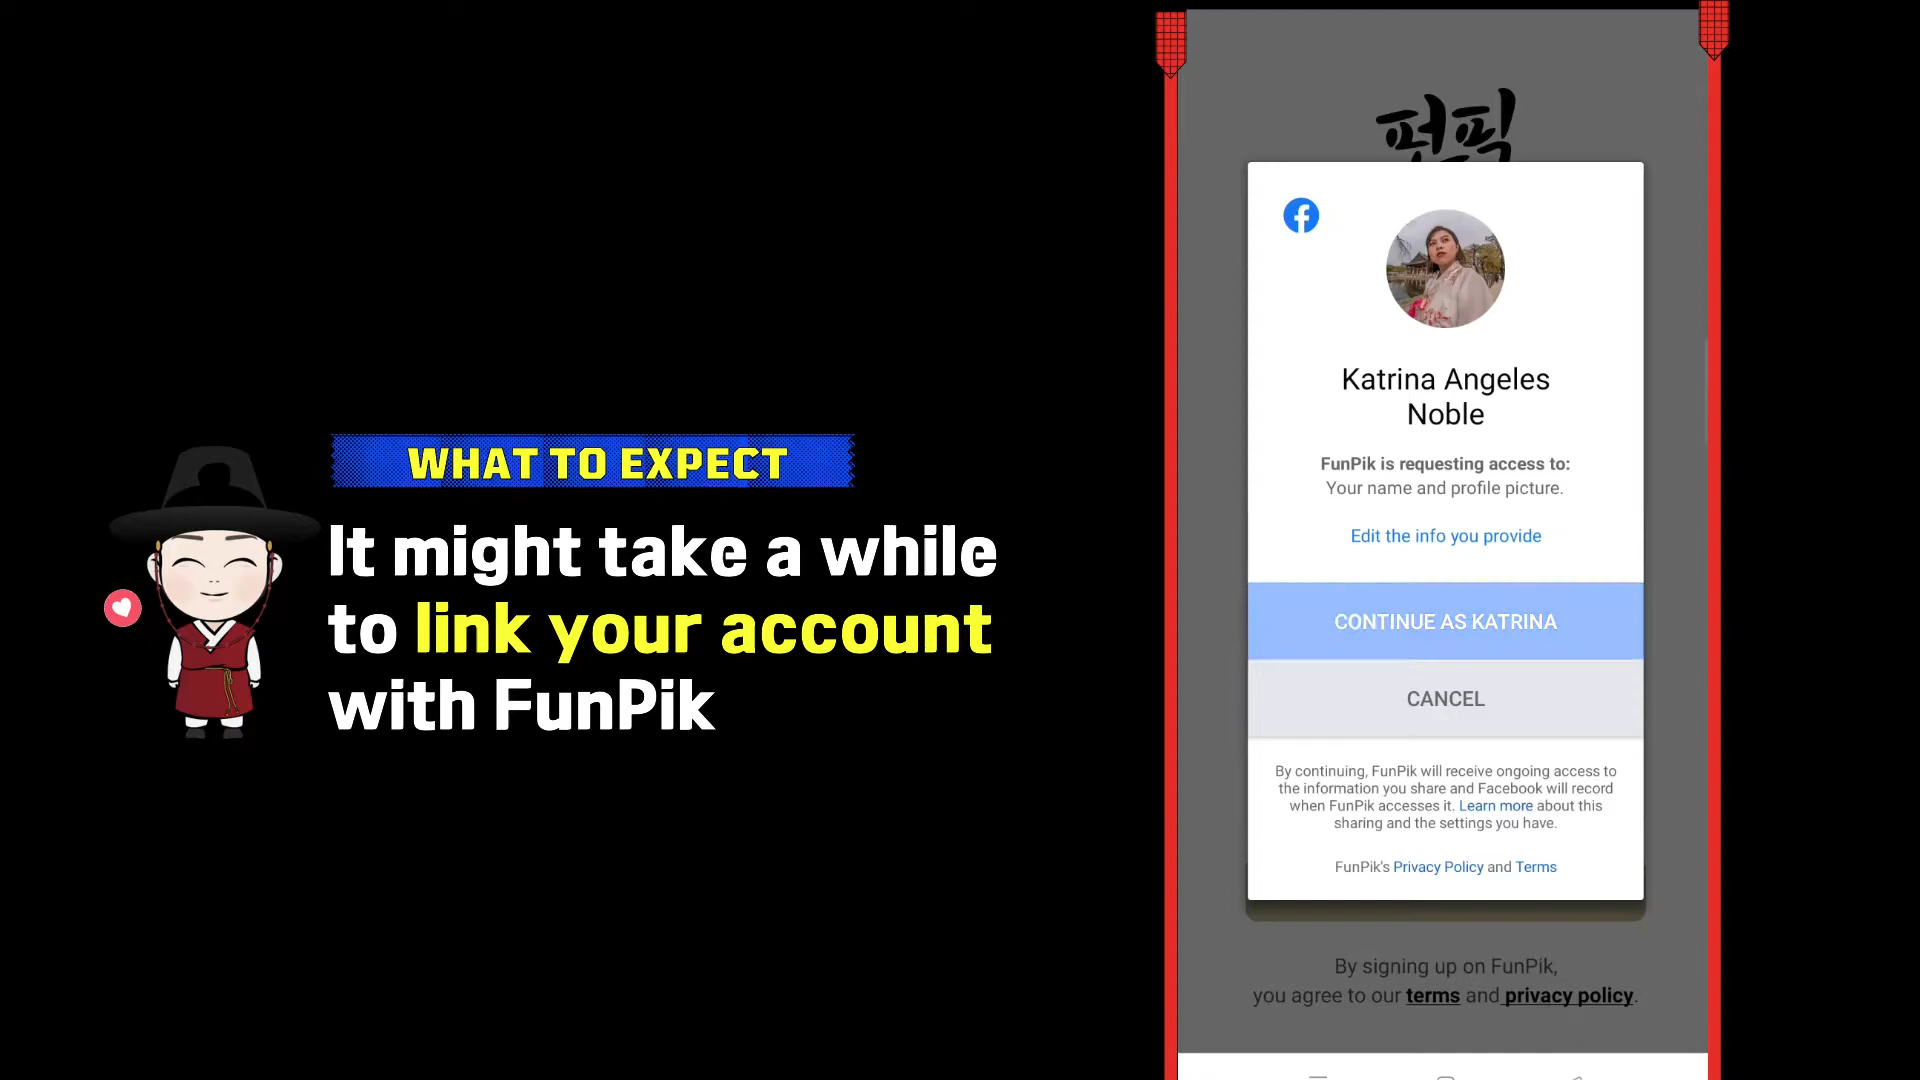 WHAT TO EXPECT
It might take a while
to link your account
with FunPik
펀픽
Katrina Angeles
Noble
FunPik is requesting access to:
Your name and profile picture.
Edit the info you provide
CONTINUE AS KATRINA
CANCEL
By continuing, FunPik will receive ongoing access to
the information you share and Facebook will record
when FunPik accesses it. Learn more about this
sharing and the settings you have.
FunPik's Privacy Policy and Terms
By signing up on FunPik,
you agree to our terms and privacy policy.